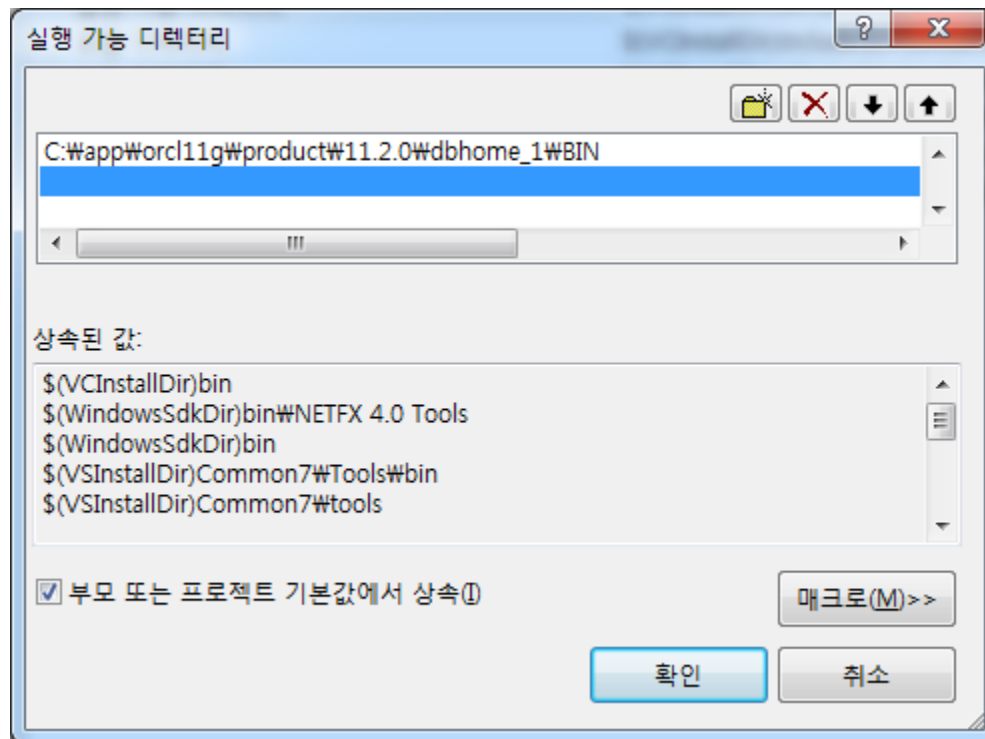 실행 가능 디렉터리
C:₩app₩orcl11g₩product₩11.2.0₩dbhome_1₩BIN
상속된 값:
$(VCInstallDir)bin
$(WindowsSdkDir)bin₩NETFX 4.0 Tools
$(WindowsSdkDir)bin
$(VSInstallDir)Common7₩Tools₩bin
$(VSInstallDir)Common7₩tools
부모 또는 프로젝트 기본값에서 상속(I)
매크로(M)>>
확인
취소